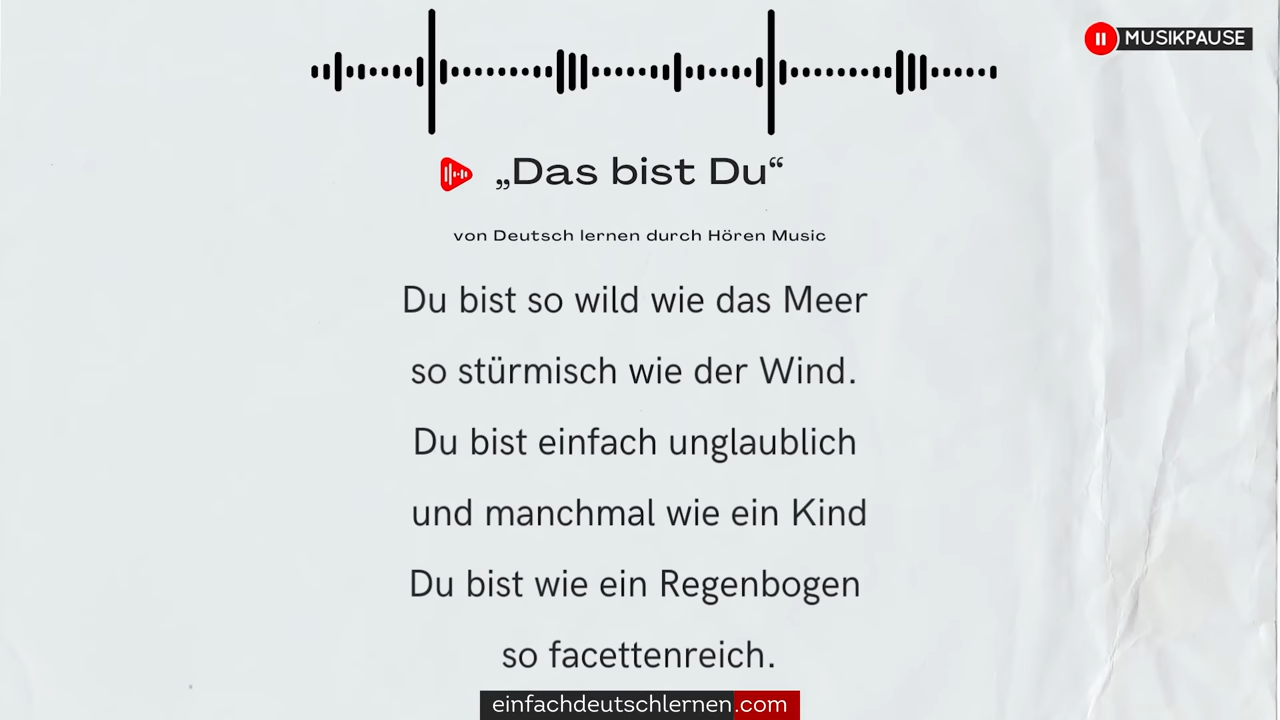 MUSIKPAUSE
„Das bist Du“
von Deutsch lernen durch Hören Music
Du bist so wild wie das Meer
so stürmisch wie der Wind.
Du bist einfach unglaublich
und manchmal wie ein Kind
Du bist wie ein Regenbogen
so facettenreich.
einfachdeutschlernen.com